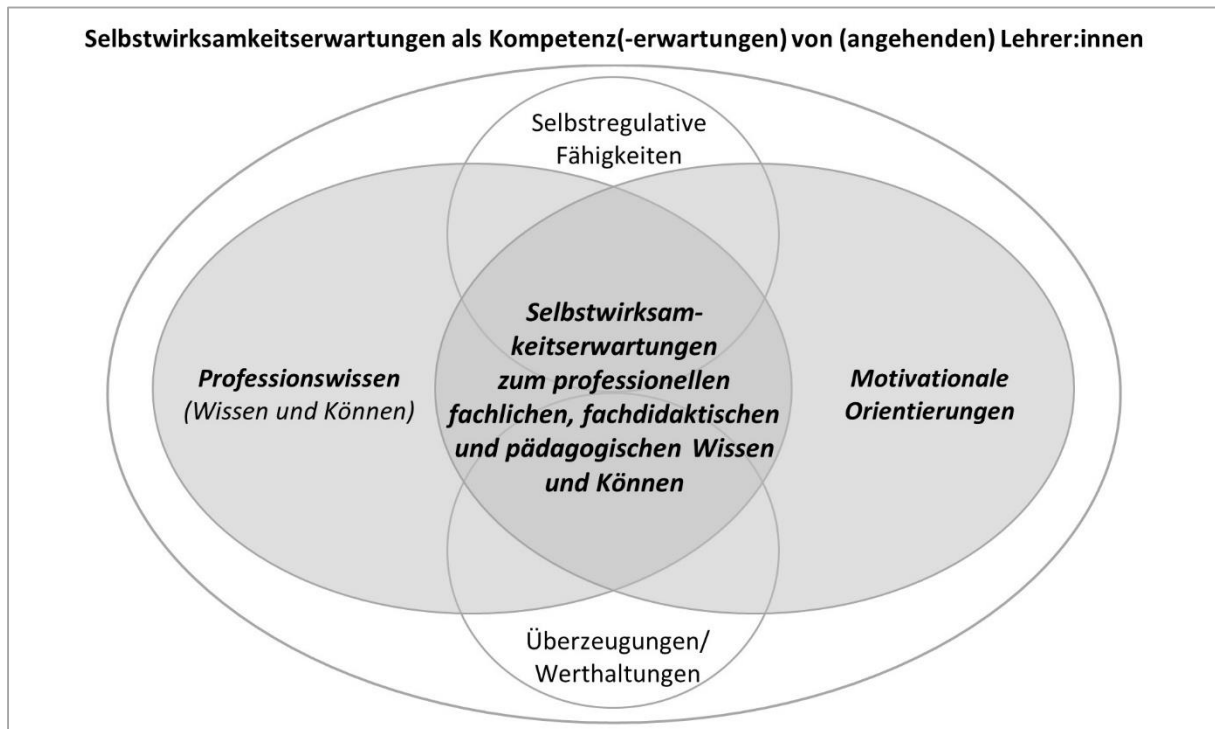 Selbstwirksamkeitserwartungen als Kompetenz(-erwartungen) von (angehenden) Lehrer:innen
Selbstregulative
Fähigkeiten
Professionswissen
(Wissen und Können)
Selbstwirksam-
keitserwartungen
zum professionellen
fachlichen, fachdidaktischen
und pädagogischen Wissen
und Können
Motivationale
Orientierungen
Überzeugungen/
Werthaltungen